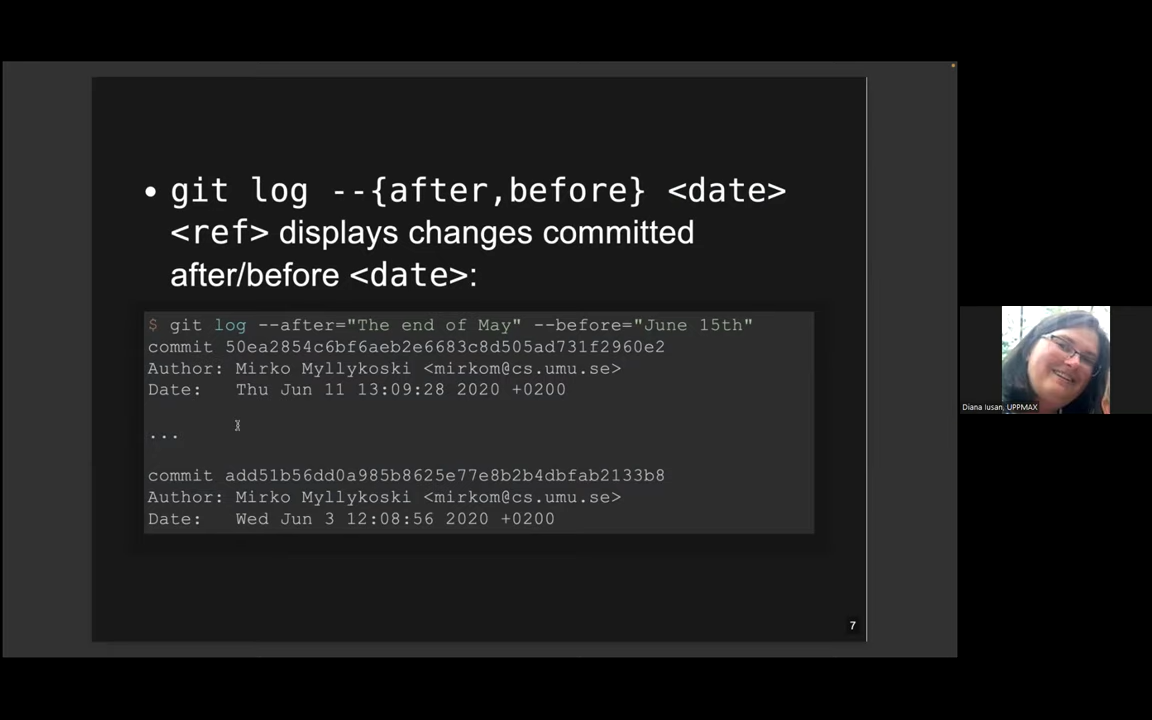 • git log --{after,before} <date>
<ref> displays changes committed
after/before <date>:
$ git log --after="The end of May" --before="June 15th"
commit 50ea2854c6bf6aeb2e6683c8d505ad731f2960e2
Author: Mirko Myllykoski <mirkom@cs.umu.se>
Date:   Thu Jun 11 13:09:28 2020 +0200
...
commit add51b56dd0a985b8625e77e8b2b4dbfab2133b8
Author: Mirko Myllykoski <mirkom@cs.umu.se>
Date:   Wed Jun 3 12:08:56 2020 +0200
7
Diana Iusan, UPPMAX